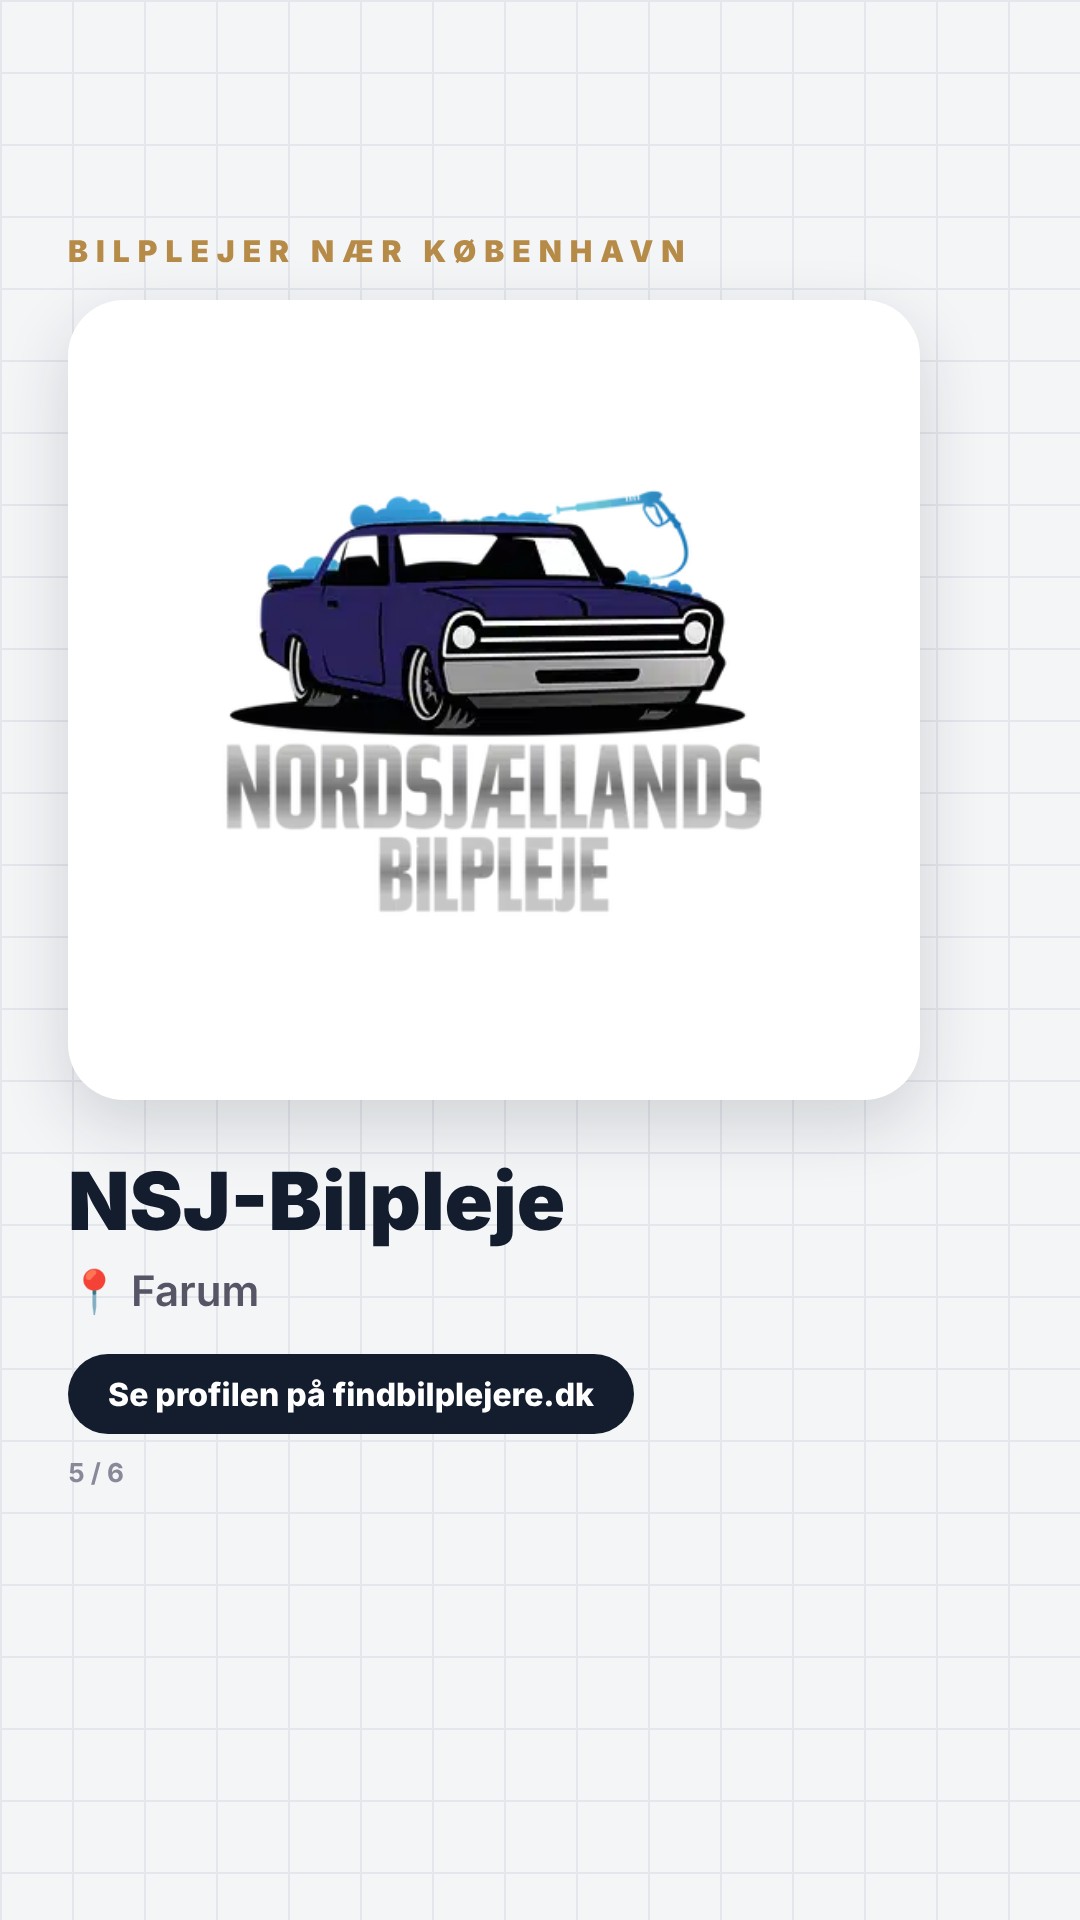 BILPLEJER NÆR KØBENHAVN
NORDSJÆLLANDS
BILPLEJE
NSJ-Bilpleje
📍 Farum
Se profilen på findbilplejere.dk
5 / 6